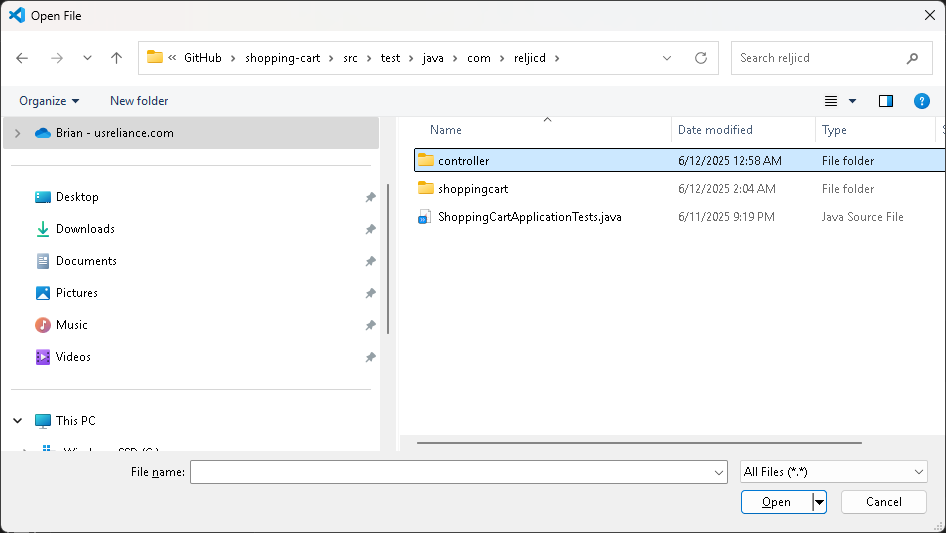 Open File
« GitHub > shopping-cart > src > test > java > com > reljicd >
Search reljicd
Organize
New folder
Brian - usreliance.com
Desktop
Downloads
Documents
Pictures
Music
Videos
This PC
Name Date modified Type
controller 6/12/2025 12:58 AM File folder
shoppingcart 6/12/2025 2:04 AM File folder
ShoppingCartApplicationTests.java 6/11/2025 9:19 PM Java Source File
File name:
All Files (*.*)
Open
Cancel